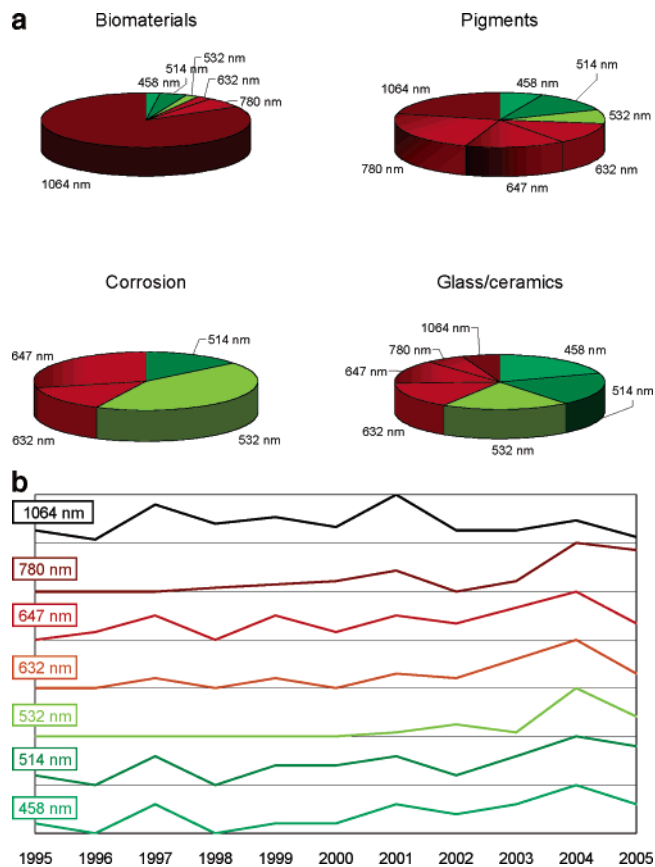 a
Biomaterials
532 nm
514 nm
632 nm
458 nm
780 nm
1064 nm
Pigments
514 nm
1064 nm
458 nm
532 nm
632 nm
780 nm
647 nm
Corrosion
514 nm
647 nm
632 nm
532 nm
Glass/ceramics
1064 nm
458 nm
780 nm
647 nm
514 nm
632 nm
532 nm
b
1064 nm
780 nm
647 nm
632 nm
532 nm
514 nm
458 nm
1995 1996 1997 1998 1999 2000 2001 2002 2003 2004 2005